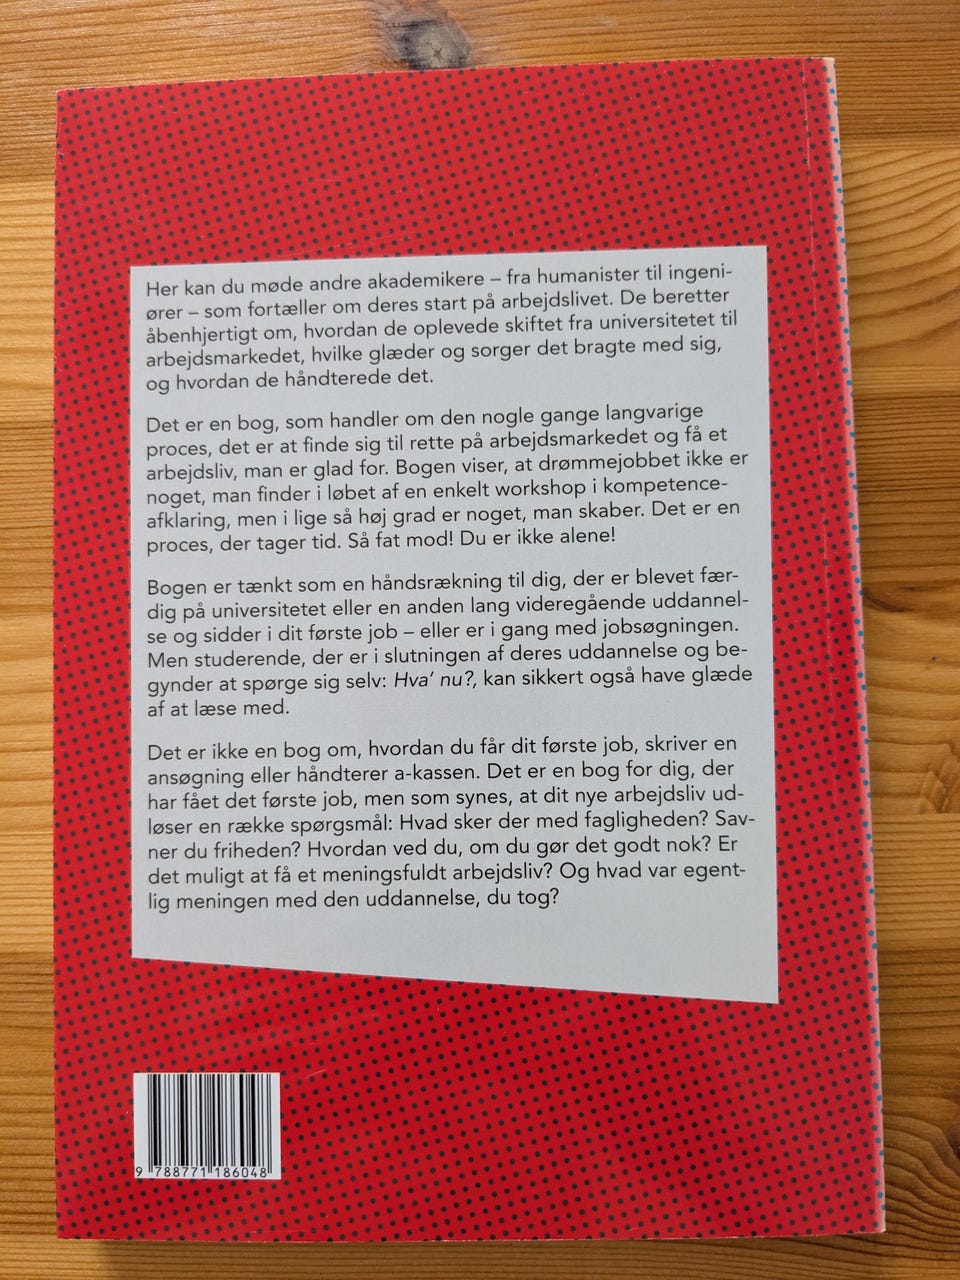 Her kan du møde andre akademikere – fra humanister til ingeni-
ører – som fortæller om deres start på arbejdslivet. De beretter
åbenhjertigt om, hvordan de oplevede skiftet fra universitetet til
arbejdsmarkedet, hvilke glæder og sorger det bragte med sig,
og hvordan de håndterede det.
Det er en bog, som handler om den nogle gange langvarige
proces, det er at finde sig til rette på arbejdsmarkedet og få et
arbejdsliv, man er glad for. Bogen viser, at drømmejobbet ikke er
noget, man finder i løbet af en enkelt workshop i kompetence-
afklaring, men i lige så høj grad er noget, man skaber. Det er en
proces, der tager tid. Så fat mod! Du er ikke alene!
Bogen er tænkt som en håndsrækning til dig, der er blevet fær-
dig på universitetet eller en anden lang videregående uddannel-
se og sidder i dit første job – eller er i gang med jobsøgningen.
Men studerende, der er i slutningen af deres uddannelse og be-
gynder at spørge sig selv: Hva’ nu?, kan sikkert også have glæde
af at læse med.
Det er ikke en bog om, hvordan du får dit første job, skriver en
ansøgning eller håndterer a-kassen. Det er en bog for dig, der
har fået det første job, men som synes, at dit nye arbejdsliv ud-
løser en række spørgsmål: Hvad sker der med fagligheden? Sav-
ner du friheden? Hvordan ved du, om du gør det godt nok? Er
det muligt at få et meningsfuldt arbejdsliv? Og hvad var egent-
lig meningen med den uddannelse, du tog?
9 788771 186048